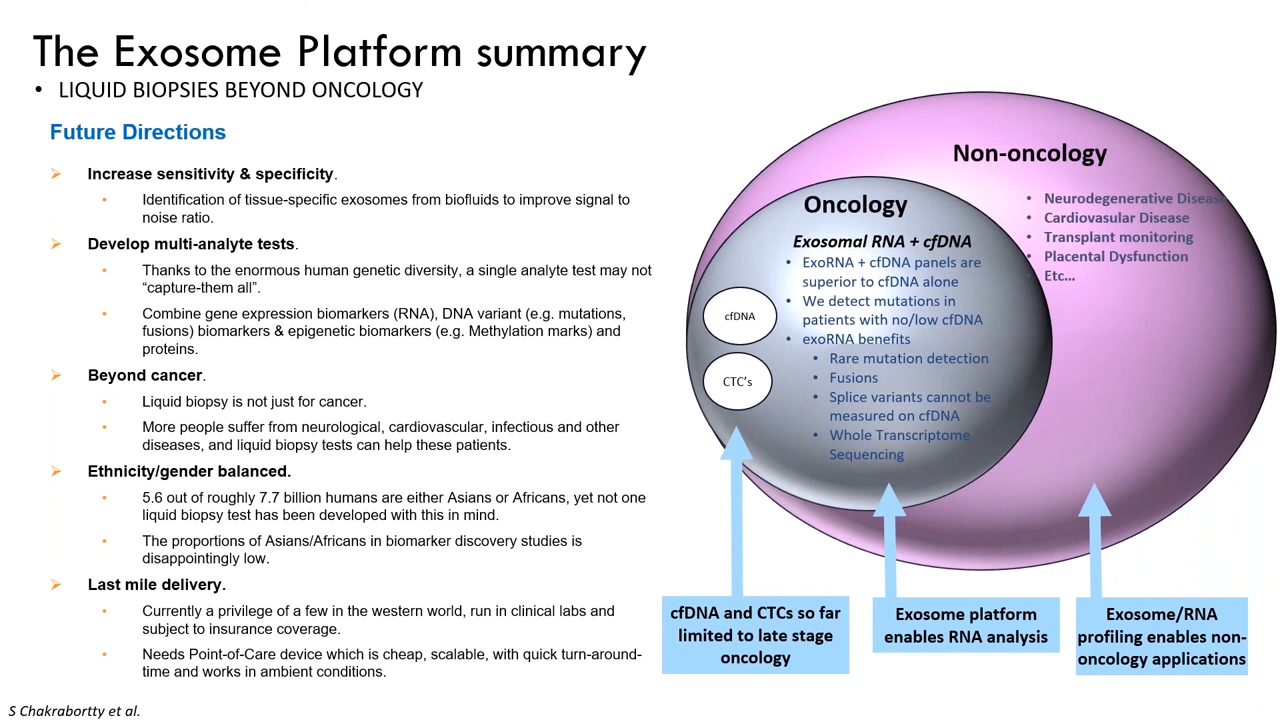 The Exosome Platform summary
• LIQUID BIOPSIES BEYOND ONCOLOGY
Future Directions
Increase sensitivity & specificity.
Identification of tissue-specific exosomes from biofluids to improve signal to
noise ratio.
Develop multi-analyte tests.
Thanks to the enormous human genetic diversity, a single analyte test may not
“capture-them all”.
Combine gene expression biomarkers (RNA), DNA variant (e.g. mutations,
fusions) biomarkers & epigenetic biomarkers (e.g. Methylation marks) and
proteins.
Beyond cancer.
Liquid biopsy is not just for cancer.
More people suffer from neurological, cardiovascular, infectious and other
diseases, and liquid biopsy tests can help these patients.
Ethnicity/gender balanced.
5.6 out of roughly 7.7 billion humans are either Asians or Africans, yet not one
liquid biopsy test has been developed with this in mind.
The proportions of Asians/Africans in biomarker discovery studies is
disappointingly low.
Last mile delivery.
Currently a privilege of a few in the western world, run in clinical labs and
subject to insurance coverage.
Needs Point-of-Care device which is cheap, scalable, with quick turn-around-
time and works in ambient conditions.
S Chakrabortty et al.
Non-oncology
• Neurodegenerative Disease
• Cardiovasular Disease
• Transplant monitoring
• Placental Dysfunction
• Etc…
Oncology
Exosomal RNA + cfDNA
• ExoRNA + cfDNA panels are
superior to cfDNA alone
• We detect mutations in
patients with no/low cfDNA
• exoRNA benefits
• Rare mutation detection
• Fusions
• Splice variants cannot be
measured on cfDNA
• Whole Transcriptome
Sequencing
cfDNA
CTC’s
cfDNA and CTCs so far
limited to late stage
oncology
Exosome platform
enables RNA analysis
Exosome/RNA
profiling enables non-
oncology applications